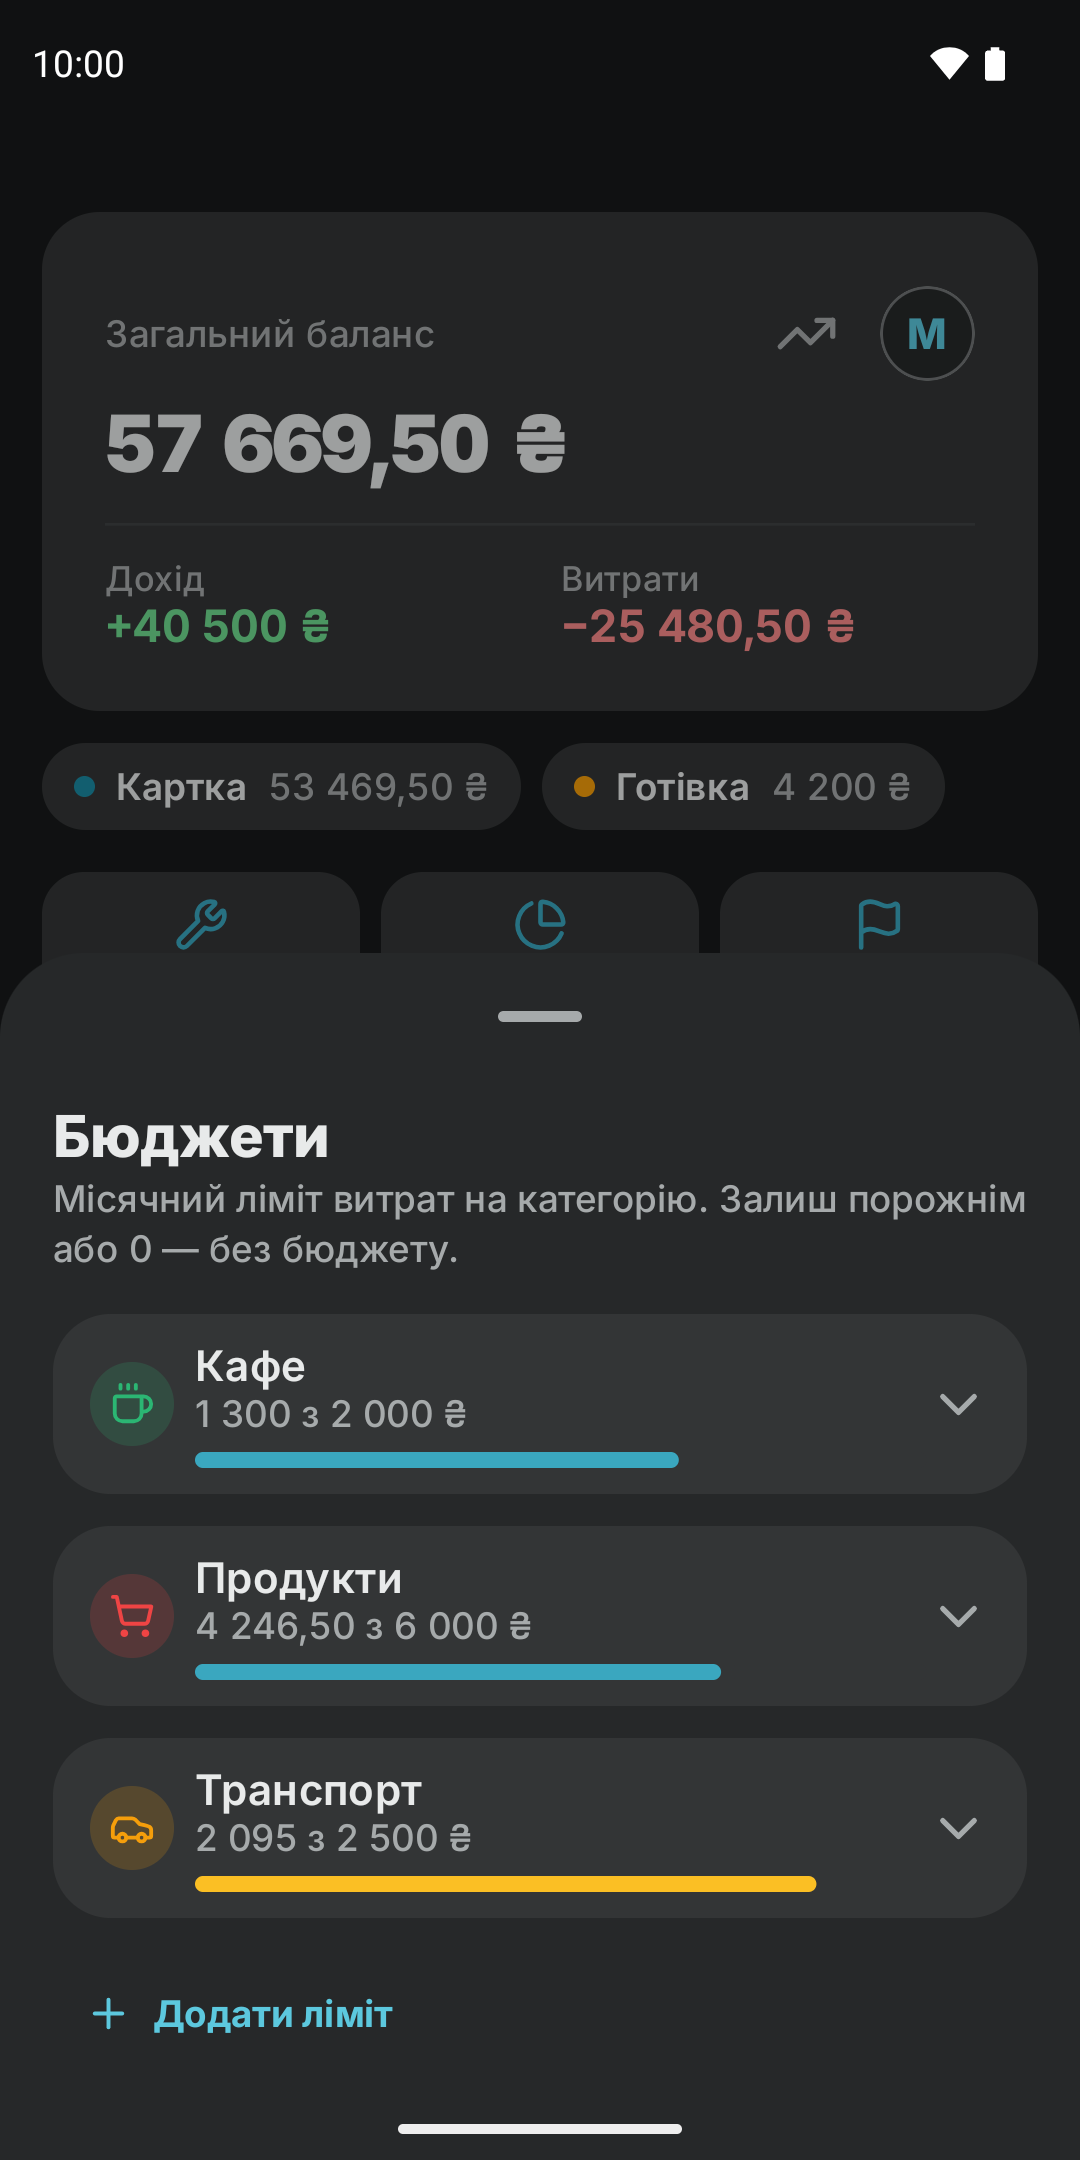 10:00
Загальний баланс
M
57 669,50 ₴
Дохід
Витрати
+40 500 ₴
−25 480,50 ₴
Картка 53 469,50 ₴
Готівка 4 200 ₴
Бюджети
Місячний ліміт витрат на категорію. Залиш порожнім
або 0 — без бюджету.
Кафе
1 300 з 2 000 ₴
Продукти
4 246,50 з 6 000 ₴
Транспорт
2 095 з 2 500 ₴
Додати ліміт